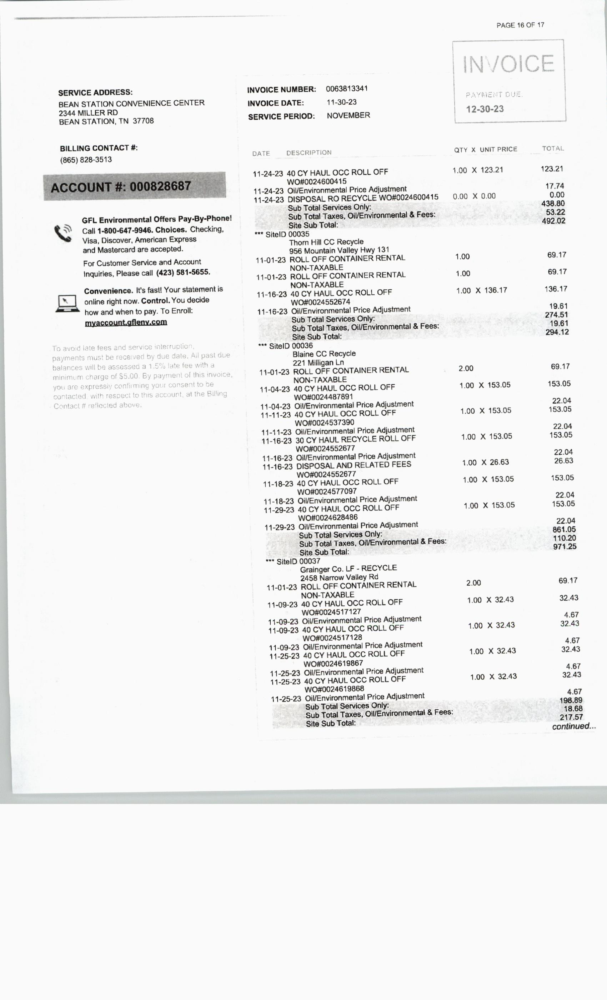 PAGE 16 OF 17
INVOICE
PAYMENT DUE:
12-30-23
SERVICE ADDRESS:
BEAN STATION CONVENIENCE CENTER
2344 MILLER RD
BEAN STATION, TN 37708
INVOICE NUMBER: 0063813341
INVOICE DATE: 11-30-23
SERVICE PERIOD: NOVEMBER
BILLING CONTACT #:
(865) 828-3513
ACCOUNT #: 000828687
GFL Environmental Offers Pay-By-Phone!
Call 1-800-647-9946. Choices. Checking,
Visa, Discover, American Express
and Mastercard are accepted.
For Customer Service and Account
Inquiries, Please call (423) 581-5655.
Convenience. It's fast! Your statement is
online right now. Control. You decide
how and when to pay. To Enroll:
myaccount.gflenv.com
To avoid late fees and service interruption,
payments must be received by due date. All past due
balances will be assessed a 1.5% late fee with a
minimum charge of $5.00. By payment of this invoice,
you are expressly confirming your consent to be
contacted, with respect to this account, at the Billing
Contact # reflected above.
DATE DESCRIPTION QTY X UNIT PRICE TOTAL
11-24-23 40 CY HAUL OCC ROLL OFF 1.00 X 123.21 123.21
WO#0024600415
11-24-23 Oil/Environmental Price Adjustment 17.74
11-24-23 DISPOSAL RO RECYCLE WO#0024600415 0.00 X 0.00 0.00
Sub Total Services Only: 438.80
Sub Total Taxes, Oil/Environmental & Fees: 53.22
Site Sub Total: 492.02
*** SiteID 00035
Thorn Hill CC Recycle
956 Mountain Valley Hwy 131
11-01-23 ROLL OFF CONTAINER RENTAL 1.00 69.17
NON-TAXABLE
11-01-23 ROLL OFF CONTAINER RENTAL 1.00 69.17
NON-TAXABLE
11-16-23 40 CY HAUL OCC ROLL OFF 1.00 X 136.17 136.17
WO#0024552674
11-16-23 Oil/Environmental Price Adjustment 19.61
Sub Total Services Only: 274.51
Sub Total Taxes, Oil/Environmental & Fees: 19.61
Site Sub Total: 294.12
*** SiteID 00036
Blaine CC Recycle
221 Milligan Ln
11-01-23 ROLL OFF CONTAINER RENTAL 2.00 69.17
NON-TAXABLE
11-04-23 40 CY HAUL OCC ROLL OFF 1.00 X 153.05 153.05
WO#0024487891
11-04-23 Oil/Environmental Price Adjustment 22.04
11-11-23 40 CY HAUL OCC ROLL OFF 1.00 X 153.05 153.05
WO#0024537390
11-11-23 Oil/Environmental Price Adjustment 22.04
11-16-23 30 CY HAUL RECYCLE ROLL OFF 1.00 X 153.05 153.05
WO#0024552677
11-16-23 Oil/Environmental Price Adjustment 22.04
11-16-23 DISPOSAL AND RELATED FEES 1.00 X 26.63 26.63
WO#0024552677
11-18-23 40 CY HAUL OCC ROLL OFF 1.00 X 153.05 153.05
WO#0024577097
11-18-23 Oil/Environmental Price Adjustment 22.04
11-29-23 40 CY HAUL OCC ROLL OFF 1.00 X 153.05 153.05
WO#0024628486
11-29-23 Oil/Environmental Price Adjustment 22.04
Sub Total Services Only: 861.05
Sub Total Taxes, Oil/Environmental & Fees: 110.20
Site Sub Total: 971.25
*** SiteID 00037
Grainger Co. LF - RECYCLE
2458 Narrow Valley Rd
11-01-23 ROLL OFF CONTAINER RENTAL 2.00 69.17
NON-TAXABLE
11-09-23 40 CY HAUL OCC ROLL OFF 1.00 X 32.43 32.43
WO#0024517127
11-09-23 Oil/Environmental Price Adjustment 4.67
11-09-23 40 CY HAUL OCC ROLL OFF 1.00 X 32.43 32.43
WO#0024517128
11-09-23 Oil/Environmental Price Adjustment 4.67
11-25-23 40 CY HAUL OCC ROLL OFF 1.00 X 32.43 32.43
WO#0024619867
11-25-23 Oil/Environmental Price Adjustment 4.67
11-25-23 40 CY HAUL OCC ROLL OFF 1.00 X 32.43 32.43
WO#0024619868
11-25-23 Oil/Environmental Price Adjustment 4.67
Sub Total Services Only: 198.89
Sub Total Taxes, Oil/Environmental & Fees: 18.68
Site Sub Total: 217.57
continued...